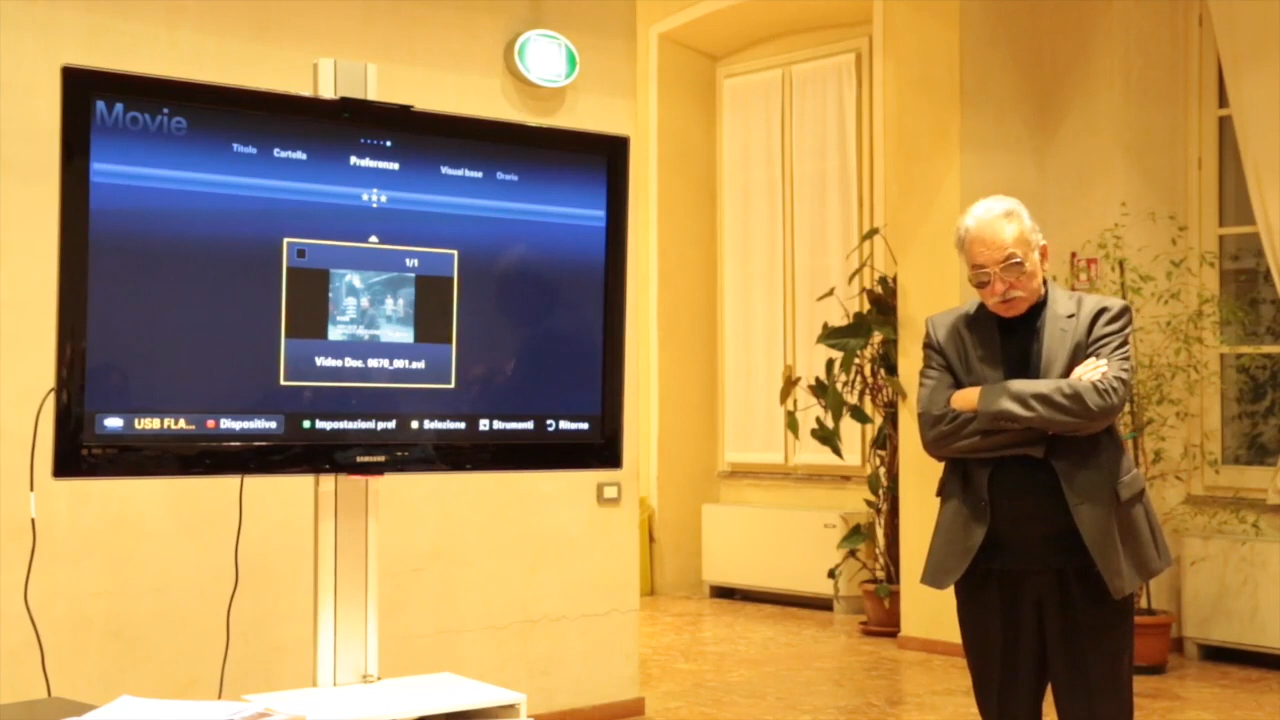 Movie
Titolo Cartella Preferenze Visual base Orario
1/1
Video Doc. 0670_001.avi
USB FLA... Dispositivo Impostazioni pref Selezione Strumenti Ritorno
SAMSUNG